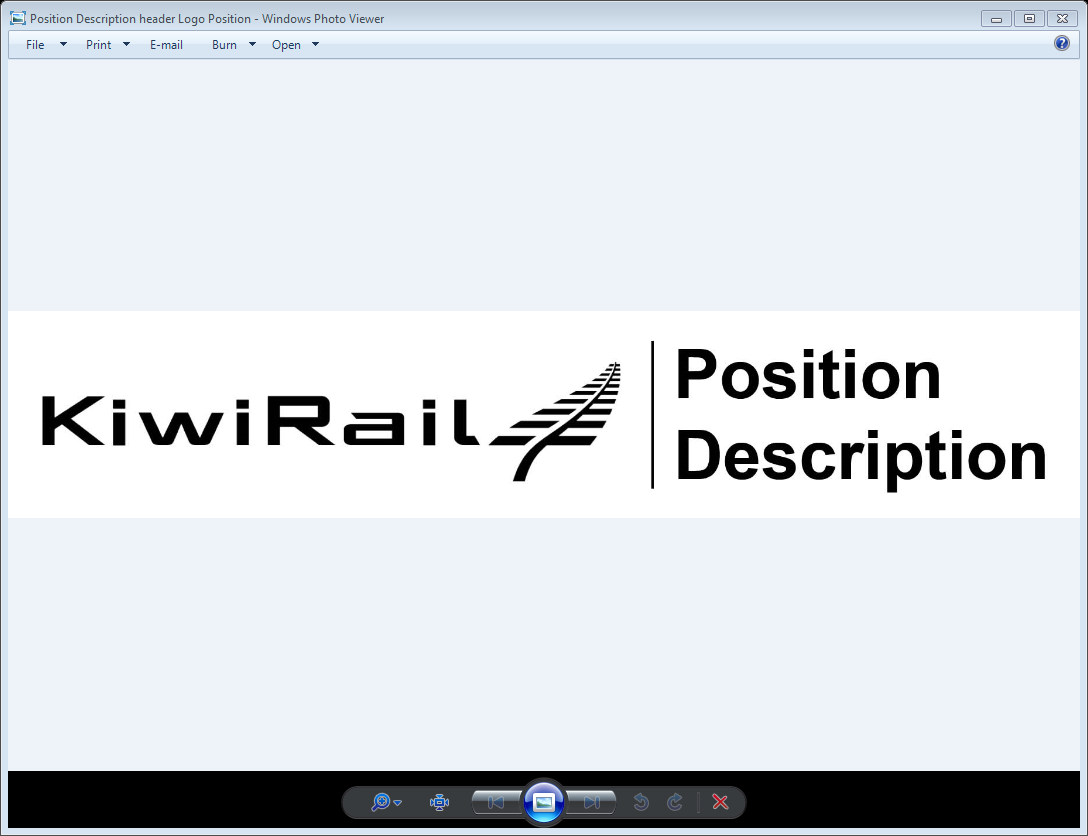 Position Description header Logo Position - Windows Photo Viewer
File Print E-mail Burn Open
KiwiRail
Position
Description